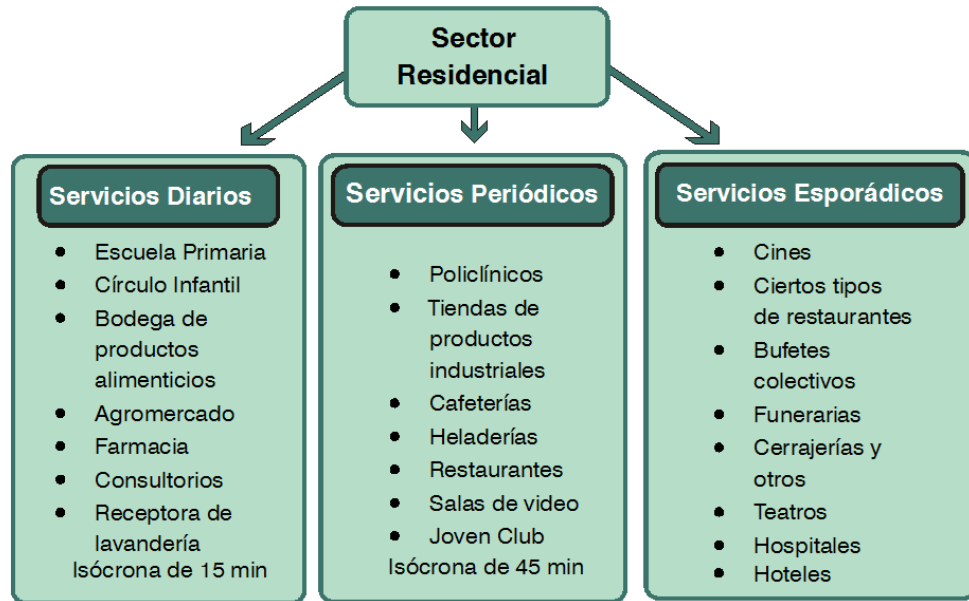 Sector
Residencial
Servicios Diarios
• Escuela Primaria
• Círculo Infantil
• Bodega de
productos
alimenticios
• Agromercado
• Farmacia
• Consultorios
• Receptora de
lavandería
Isócrona de 15 min
Servicios Periódicos
• Policlínicos
• Tiendas de
productos
industriales
• Cafeterías
• Heladerías
• Restaurantes
• Salas de video
• Joven Club
Isócrona de 45 min
Servicios Esporádicos
• Cines
• Ciertos tipos
de restaurantes
• Bufetes
colectivos
• Funerarias
• Cerrajerías y
otros
• Teatros
• Hospitales
• Hoteles